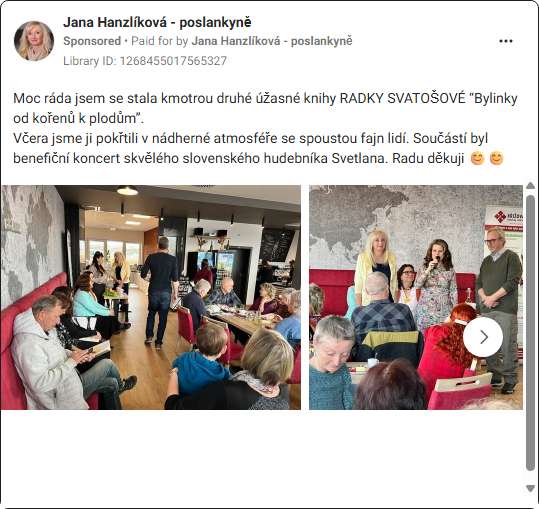 Jana Hanzlíková - poslankyně
Sponsored • Paid for by Jana Hanzlíková - poslankyně
Library ID: 1268455017565327
Moc ráda jsem se stala kmotrou druhé úžasné knihy RADKY SVATOŠOVÉ “Bylinky
od kořenů k plodům”.
Včera jsme ji pokřtili v nádherné atmosféře se spoustou fajn lidí. Součástí byl
benefiční koncert skvělého slovenského hudebníka Svetlana. Radu děkuji 😊 😊